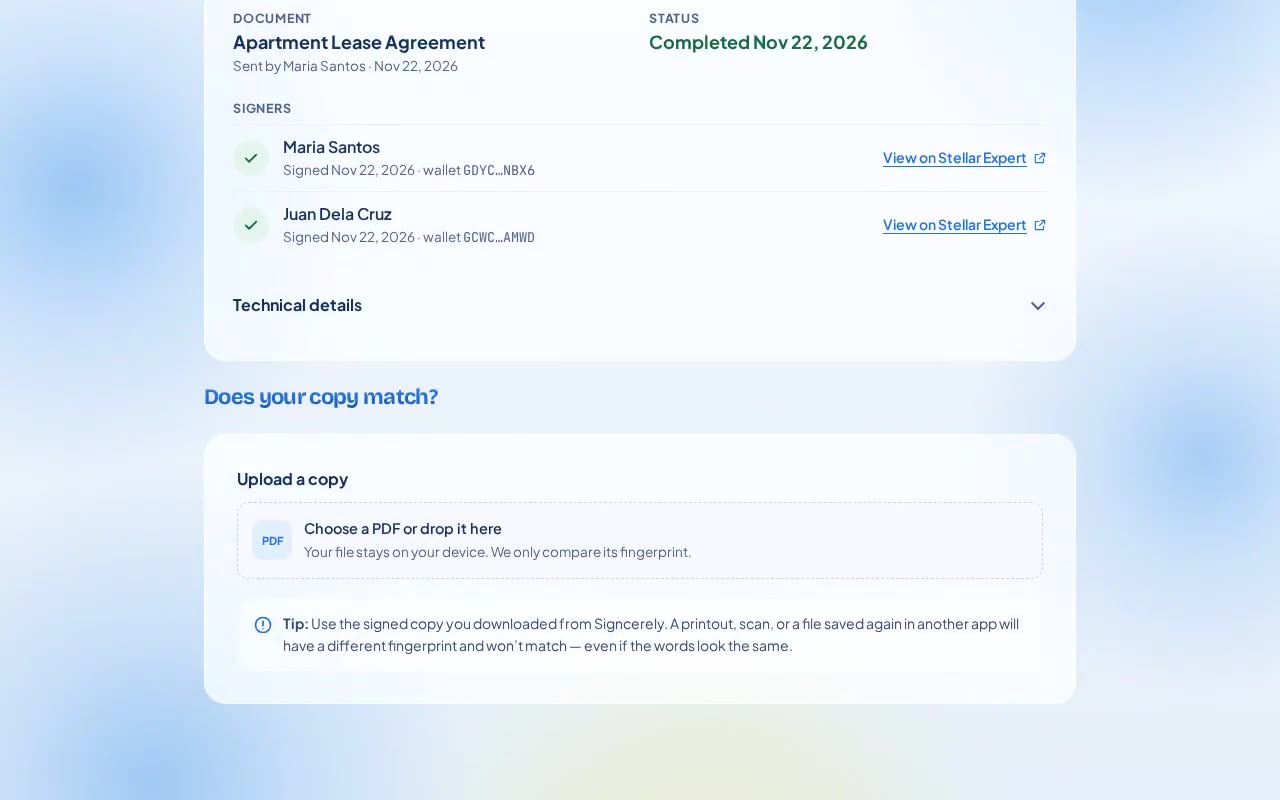 DOCUMENT
Apartment Lease Agreement
Sent by Maria Santos · Nov 22, 2026
STATUS
Completed Nov 22, 2026
SIGNERS
Maria Santos
Signed Nov 22, 2026 · wallet GDYC…NBX6
View on Stellar Expert
Juan Dela Cruz
Signed Nov 22, 2026 · wallet GCWC…AMWD
View on Stellar Expert
Technical details
Does your copy match?
Upload a copy
PDF
Choose a PDF or drop it here
Your file stays on your device. We only compare its fingerprint.
Tip: Use the signed copy you downloaded from Signcerely. A printout, scan, or a file saved again in another app will
have a different fingerprint and won’t match — even if the words look the same.